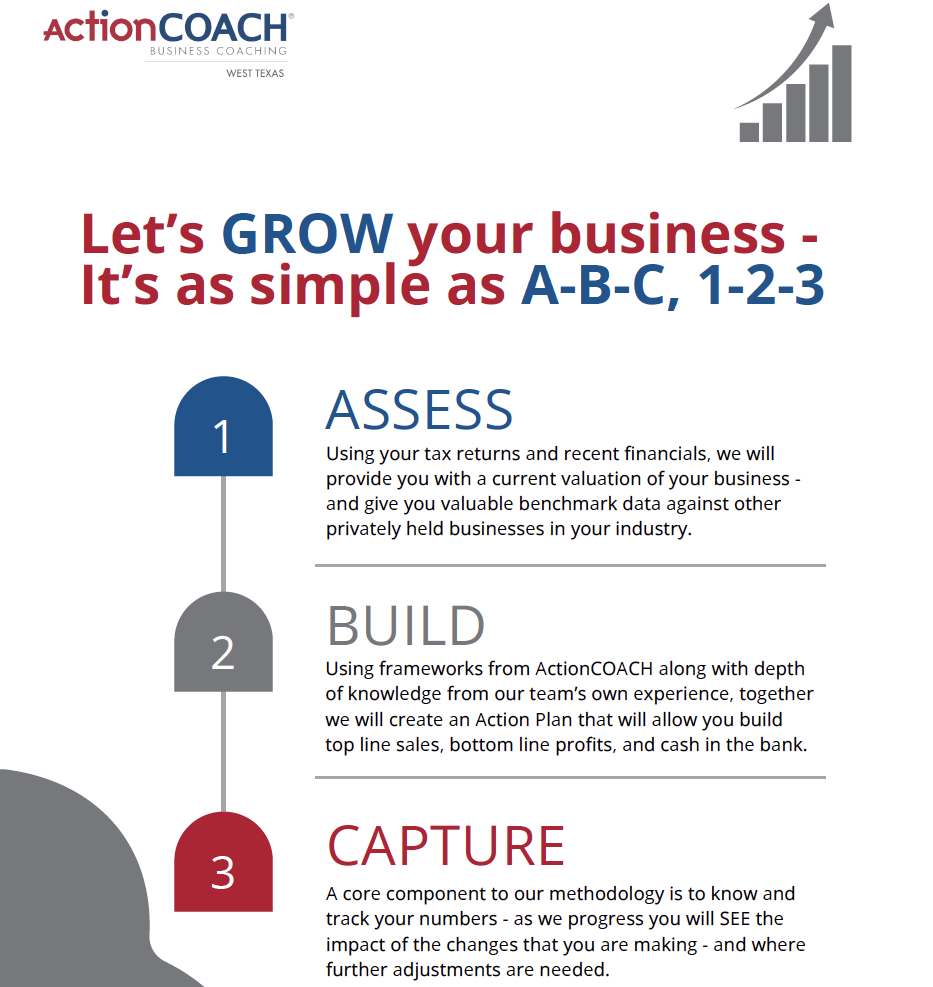 ActionCOACH®
BUSINESS COACHING
WEST TEXAS
Let's GROW your business -
It's as simple as A-B-C, 1-2-3
1
ASSESS
Using your tax returns and recent financials, we will
provide you with a current valuation of your business -
and give you valuable benchmark data against other
privately held businesses in your industry.
2
BUILD
Using frameworks from ActionCOACH along with depth
of knowledge from our team's own experience, together
we will create an Action Plan that will allow you build
top line sales, bottom line profits, and cash in the bank.
3
CAPTURE
A core component to our methodology is to know and
track your numbers - as we progress you will SEE the
impact of the changes that you are making - and where
further adjustments are needed.